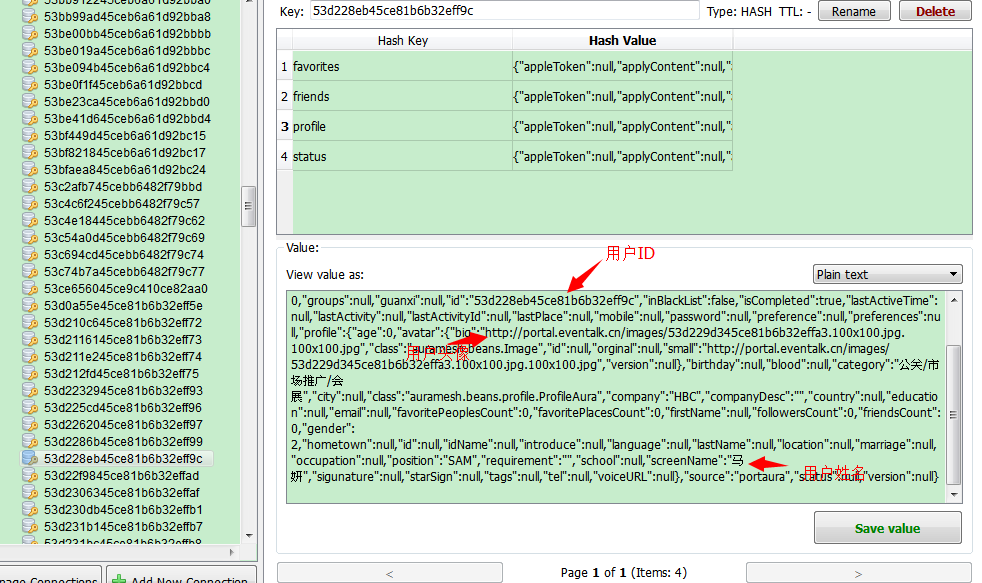 53bb99a45ceb6a61d92bba8
53be00bb45ceb6a61d92bbbb
53be019a45ceb6a61d92bbbc
53be094b45ceb6a61d92bbc4
53be0f1f45ceb6a61d92bbcd
53be23ca45ceb6a61d92bbd0
53be41d645ceb6a61d92bbd4
53bf449d45ceb6a61d92bc15
53bf821845ceb6a61d92bc17
53bfaea845ceb6a61d92bc24
53c2afb745cebb6482f79bbd
53c4c6f245cebb6482f79c57
53c4e18445cebb6482f79c62
53c54a0d45cebb6482f79c69
53c694cd45cebb6482f79c74
53c74b7a45cebb6482f79c77
53ce656045ce9c410ce82aa0
53d0a55e45ce81b6b32eff5e
53d210c645ce81b6b32eff72
53d2116145ce81b6b32eff73
53d211e245ce81b6b32eff74
53d212fd45ce81b6b32eff75
53d2232945ce81b6b32eff93
53d225cd45ce81b6b32eff96
53d2262045ce81b6b32eff97
53d2286b45ce81b6b32eff99
53d228eb45ce81b6b32eff9c
53d22f9845ce81b6b32effad
53d2306345ce81b6b32effaf
53d230db45ce81b6b32effb1
53d231b145ce81b6b32effb7
Add New Connection
Key: 53d228eb45ce81b6b32eff9c Type: HASH TTL: - Rename Delete
Hash Key Hash Value
1 favorites {"appleToken":null,"applyContent":null,"
2 friends {"appleToken":null,"applyContent":null,"
3 profile {"appleToken":null,"applyContent":null,"
4 status {"appleToken":null,"applyContent":null,"
Value:
用户ID
View value as: Plain text
0,"groups":null,"guanxi":null,"id":"53d228eb45ce81b6b32eff9c","inBlackList":false,"isCompleted":true,"lastActiveTime":
null,"lastActivity":null,"lastActivityId":null,"lastPlace":null,"mobile":null,"password":null,"preference":null,"preferences":nu
ll,"profile":{"age":0,"avatar":{"big":"http://portal.eventalk.cn/images/53d229d345ce81b6b32effa3.100x100.jpg.
100x100.jpg","class":"auramesh.beans.Image","id":null,"orginal":null,"small":"http://portal.eventalk.cn/images/
用户头像
53d229d345ce81b6b32effa3.100x100.jpg.100x100.jpg","version":null},"birthday":null,"blood":null,"category":"公关/市
场推广/会
展","city":null,"class":"auramesh.beans.profile.ProfileAura","company":"HBC","companyDesc":"","country":null,"educatio
n":null,"email":null,"favoritePeoplesCount":0,"favoritePlacesCount":0,"firstName":null,"followersCount":0,"friendsCount":
0,"gender":
2,"hometown":null,"id":null,"idName":null,"introduce":null,"language":null,"lastName":null,"location":null,"marriage":null,
"occupation":null,"position":"SAM","requirement":"","school":null,"screenName":"马
用户姓名
妍","sigunature":null,"starSign":null,"tags":null,"tel":null,"voiceURL":null},"source":"portaura","status":null,"version":null}
Save value
< Page 1 of 1 (Items: 4) >